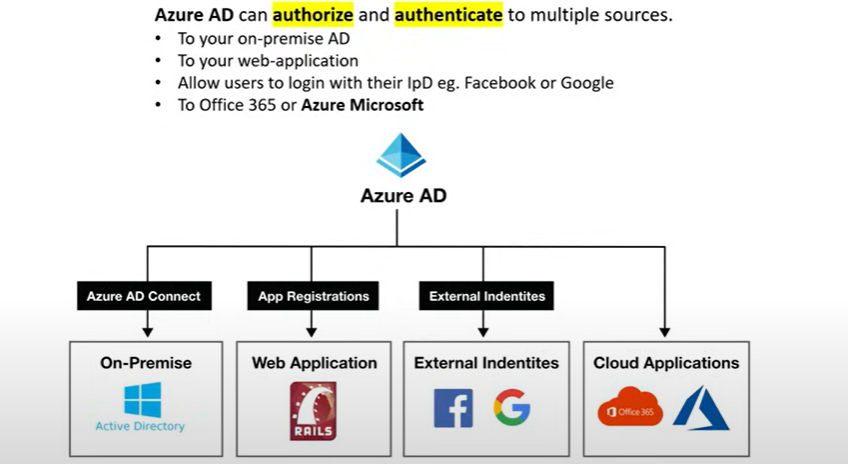 Azure AD can authorize and authenticate to multiple sources.
• To your on-premise AD
• To your web-application
• Allow users to login with their IpD eg. Facebook or Google
• To Office 365 or Azure Microsoft
Azure AD
Azure AD Connect
App Registrations
External Indentites
On-Premise
Active Directory
Web Application
RAILS
External Indentites
Cloud Applications
Office 365